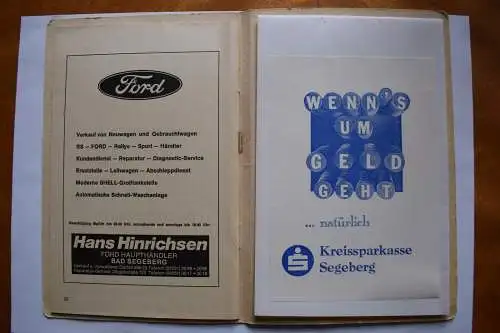 Ford
Verkauf von Neuwagen und Gebrauchtwagen
SS — FORD — Rallye — Sport — Händler
Kundendienst — Reparatur — Diagnostic-Service
Ersatzteile — Leihwagen — Abschleppdienst
Moderne SHELL-Großtankstelle
Automatische Schnell-Waschanlage
Hans Hinrichsen
FORD HAUPTHÄNDLER
BAD SEGEBERG
WENN'S
UM
GELD
GEHT
... natürlich
Kreissparkasse
Segeberg